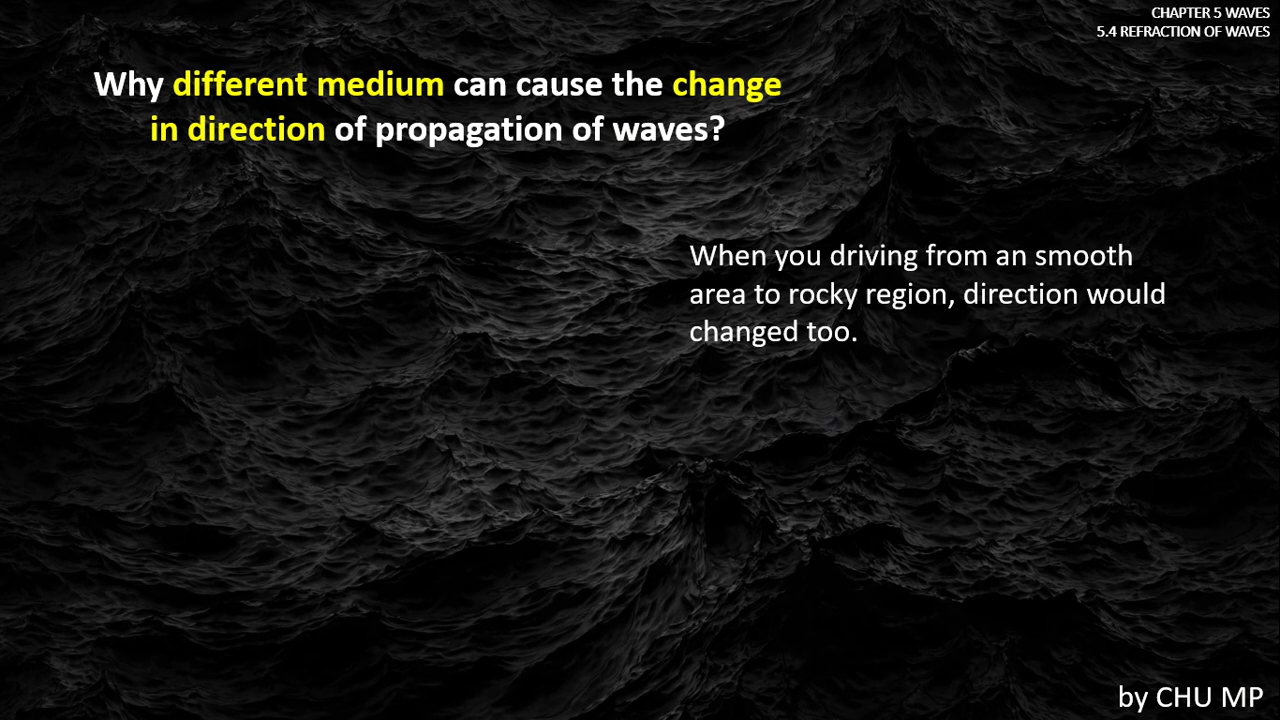 CHAPTER 5 WAVES
5.4 REFRACTION OF WAVES
Why different medium can cause the change
in direction of propagation of waves?
When you driving from an smooth
area to rocky region, direction would
changed too.
by CHU MP